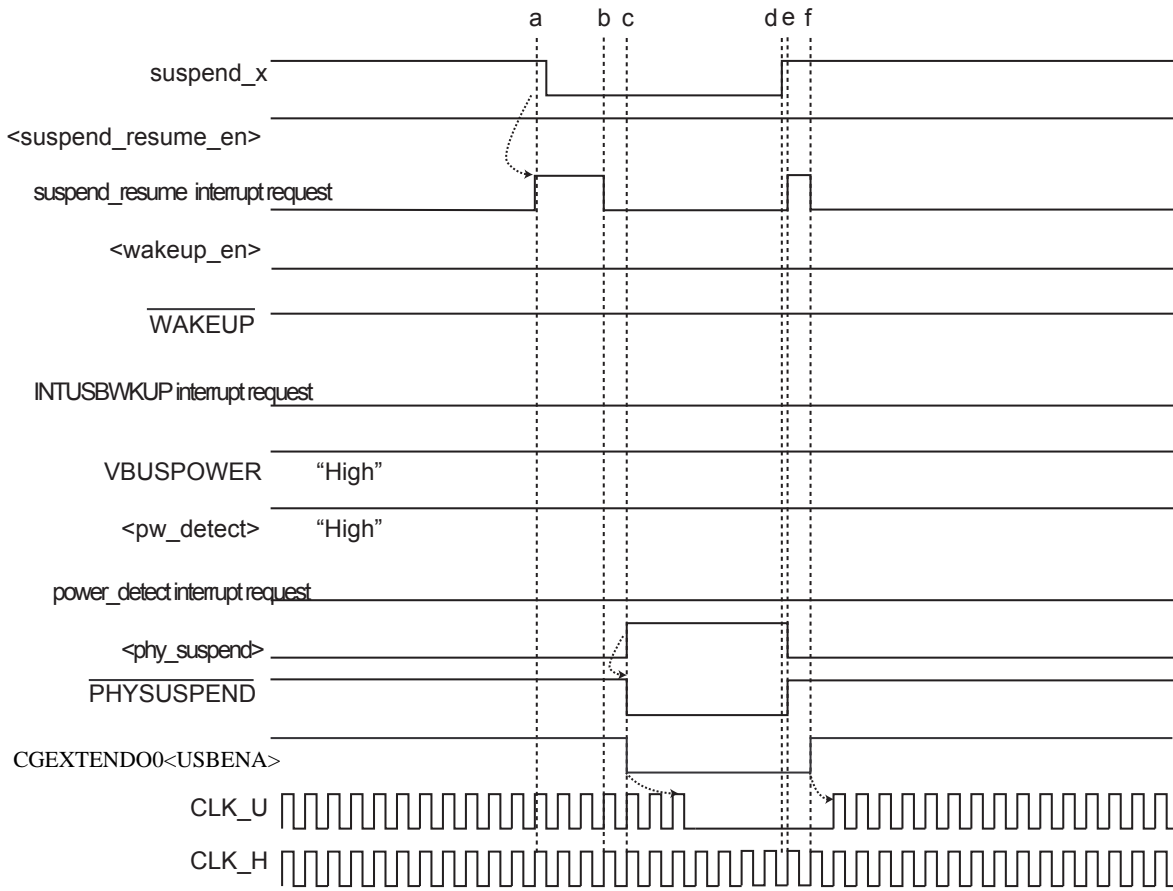 a b c d e f
suspend_x
<suspend_resume_en>
suspend_resume interrupt request
<wakeup_en>
WAKEUP
INTUSBWKUP interrupt request
VBUSPOWER “High”
<pw_detect> “High”
power_detect interrupt request
<phy_suspend>
PHYSUSPEND
CGEXTENDO0<USBENA>
CLK_U
CLK_H